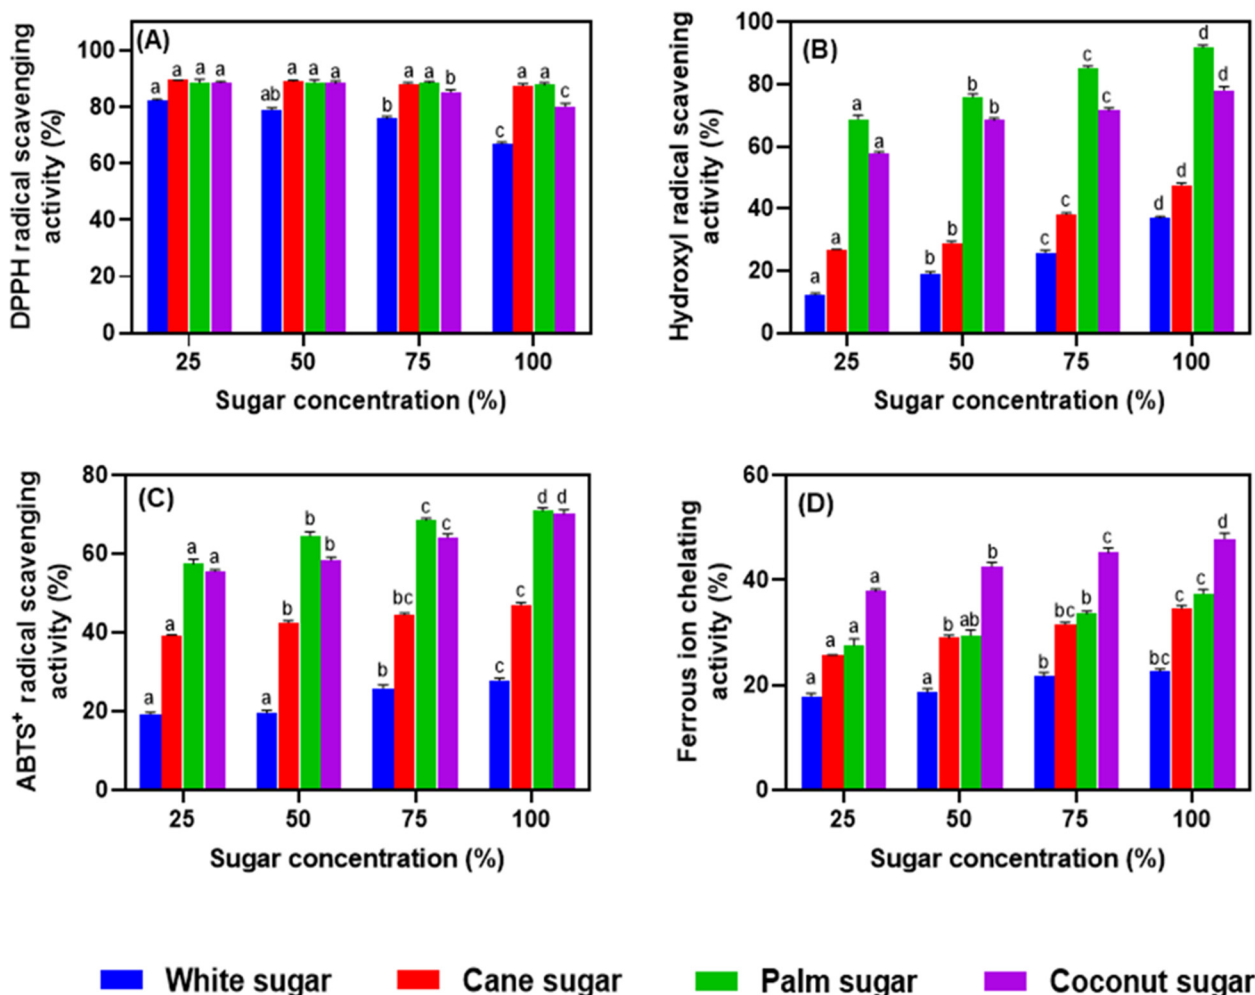 (A)
DPPH radical scavenging
activity (%)
100
80
60
40
20
0
a a a a
ab a a a
b a a b
c a a c
25 50 75 100
Sugar concentration (%)
(B)
Hydroxyl radical scavening
activity (%)
100
80
60
40
20
0
a a a a
b b b b
c c c c
d d d d
25 50 75 100
Sugar concentration (%)
(C)
ABTS⁺ radical scavenging
activity (%)
80
60
40
20
0
a a a a
a b b b
b bc c c
c c d d
25 50 75 100
Sugar concentration (%)
(D)
Ferrous ion chelating
activity (%)
60
40
20
0
a a a a
a b ab b
b bc b c
bc c c d
25 50 75 100
Sugar concentration (%)
White sugar Cane sugar Palm sugar Coconut sugar